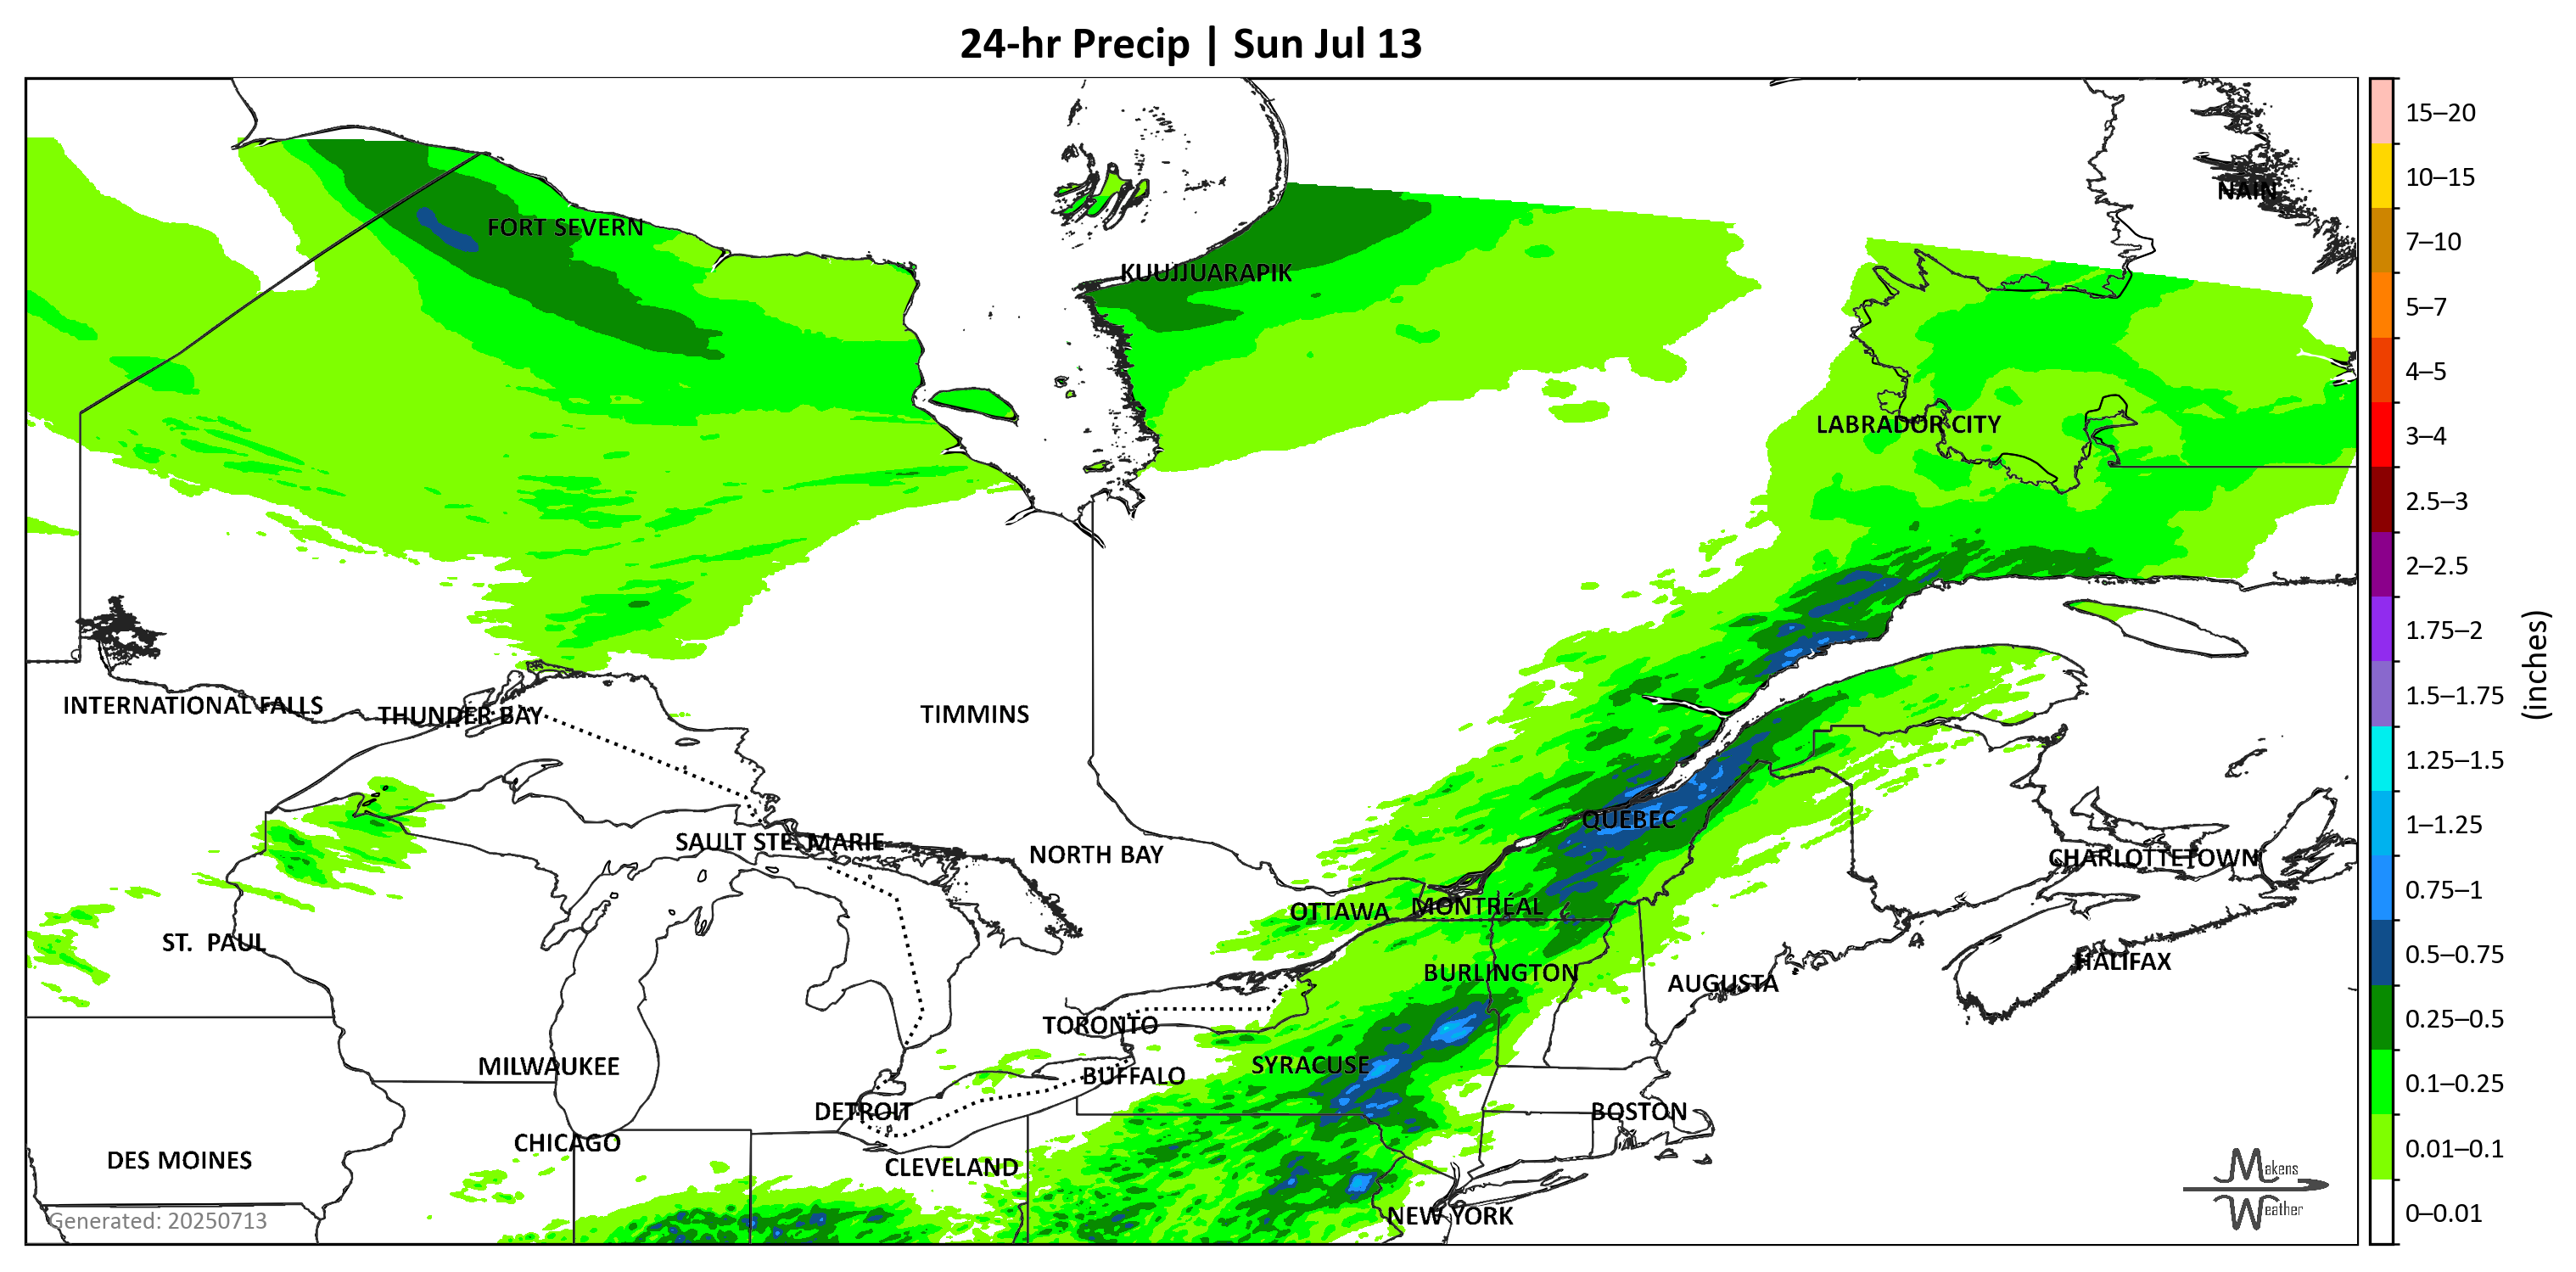 24-hr Precip | Sun Jul 13
NAIN
FORT SEVERN
KUUJJUARAPIK
LABRADOR CITY
INTERNATIONAL FALLS
THUNDER BAY
TIMMINS
QUEBEC
SAULT STE. MARIE
NORTH BAY
CHARLOTTETOWN
OTTAWA
MONTRÉAL
ST. PAUL
HALIFAX
BURLINGTON
AUGUSTA
TORONTO
MILWAUKEE
SYRACUSE
BUFFALO
DETROIT
BOSTON
CHICAGO
DES MOINES
CLEVELAND
NEW YORK
Generated: 20250713
Makens
Weather
15–20
10–15
7–10
5–7
4–5
3–4
2.5–3
2–2.5
1.75–2
1.5–1.75
1.25–1.5
1–1.25
0.75–1
0.5–0.75
0.25–0.5
0.1–0.25
0.01–0.1
0–0.01
(inches)